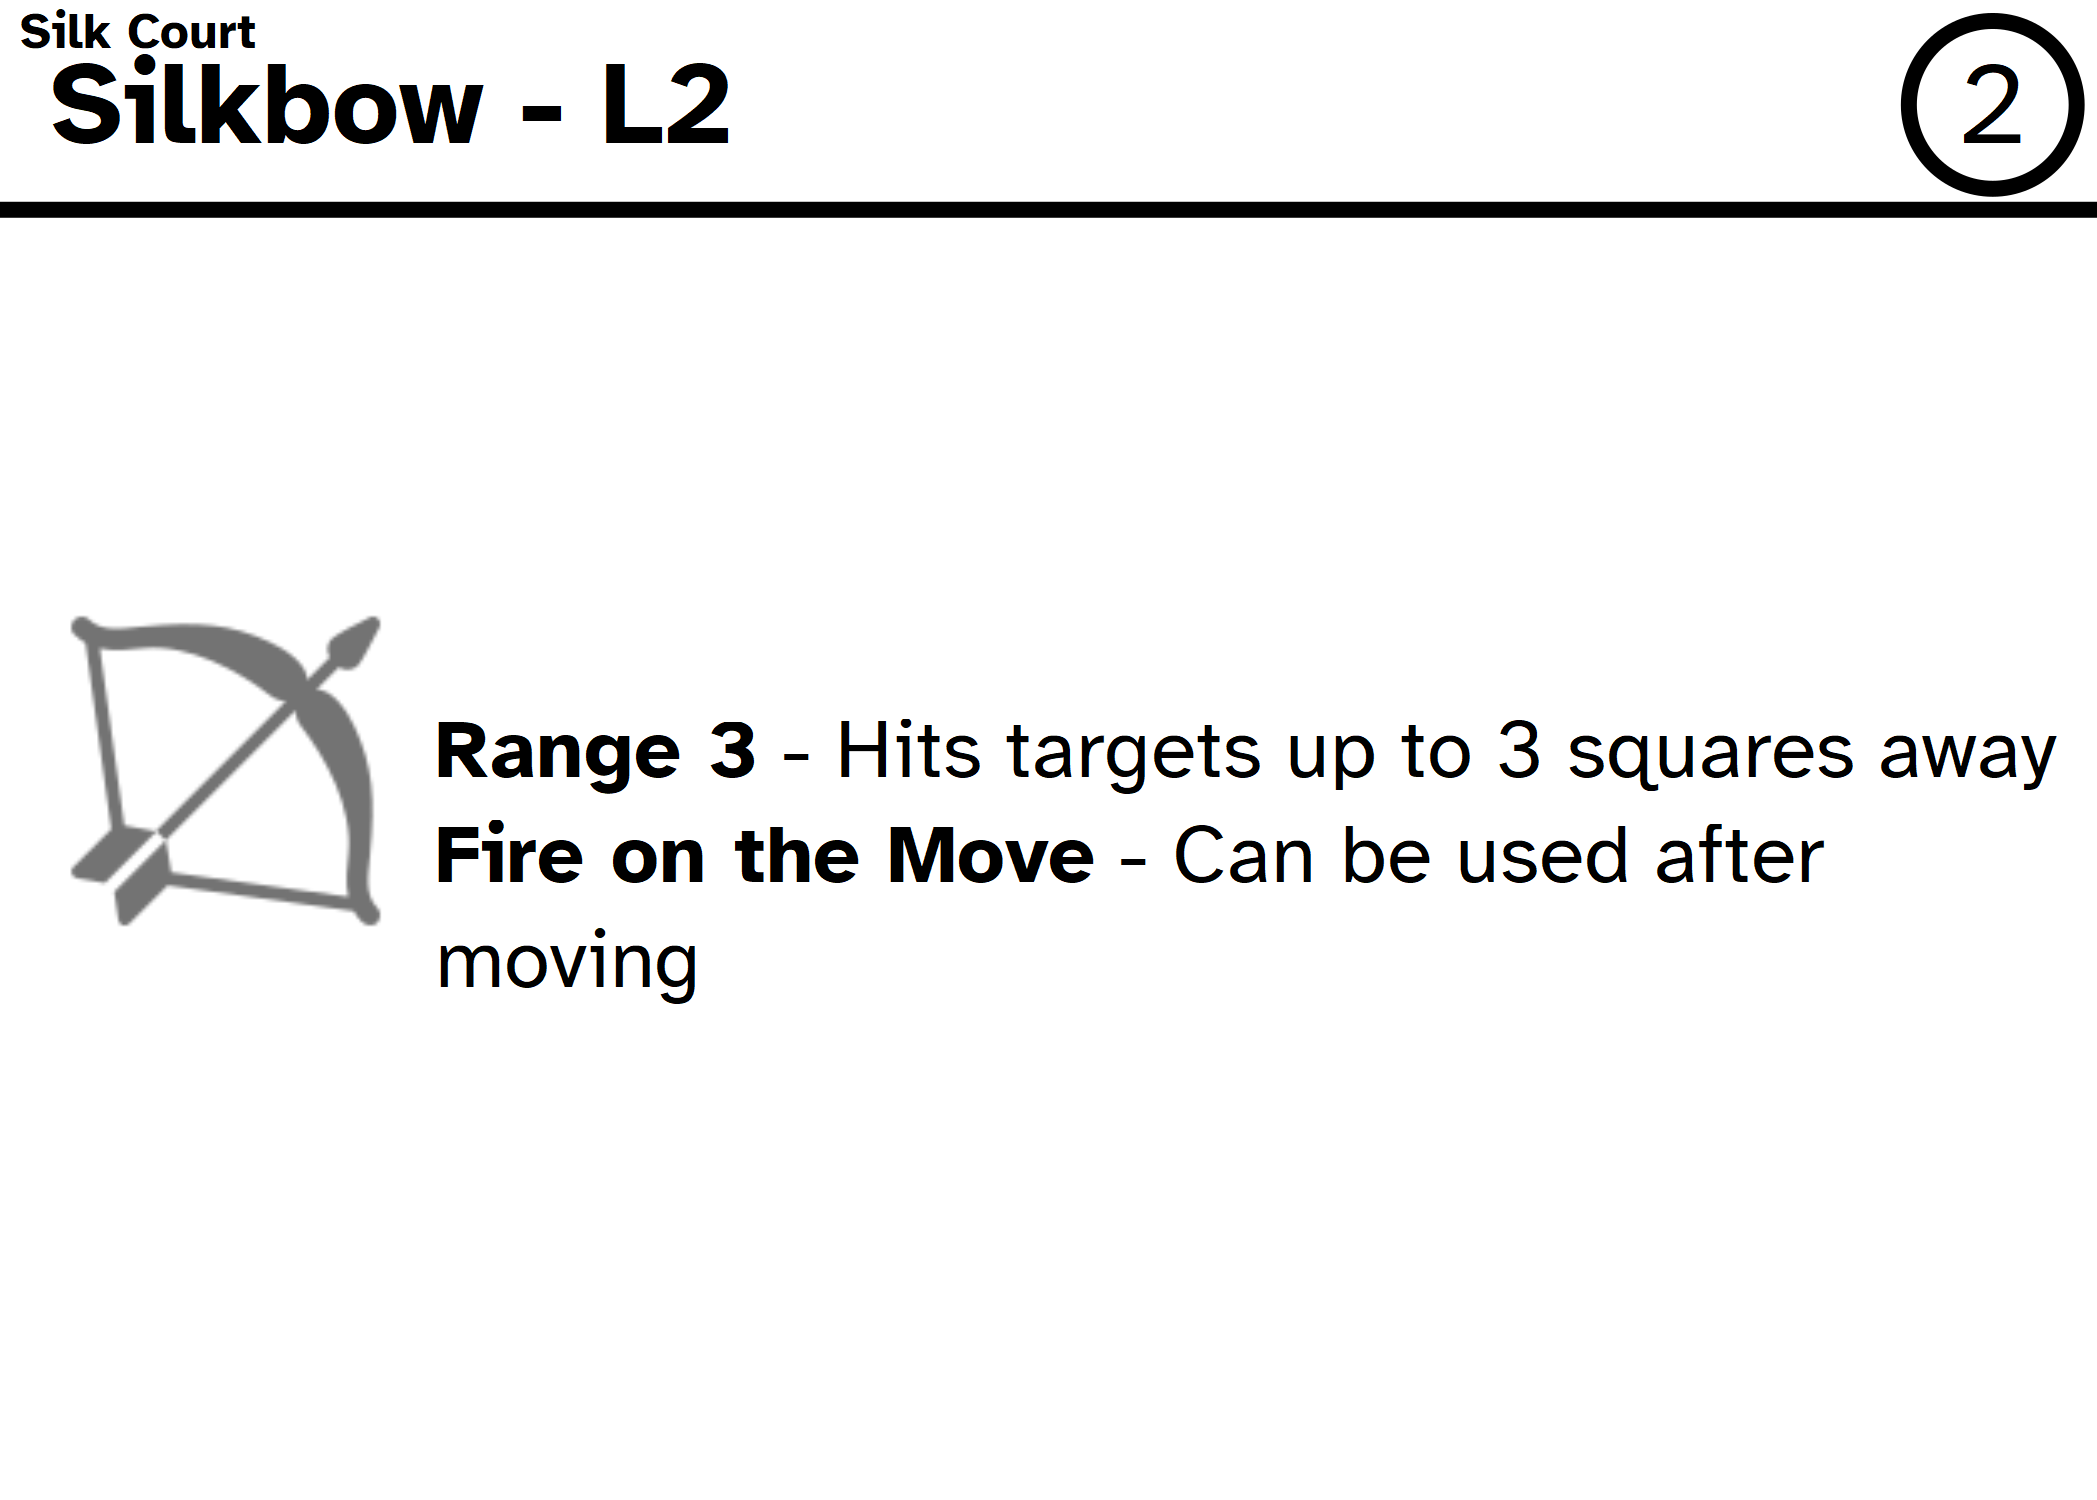 Silk Court
Silkbow - L2
2
Range 3 - Hits targets up to 3 squares away
Fire on the Move - Can be used after
moving